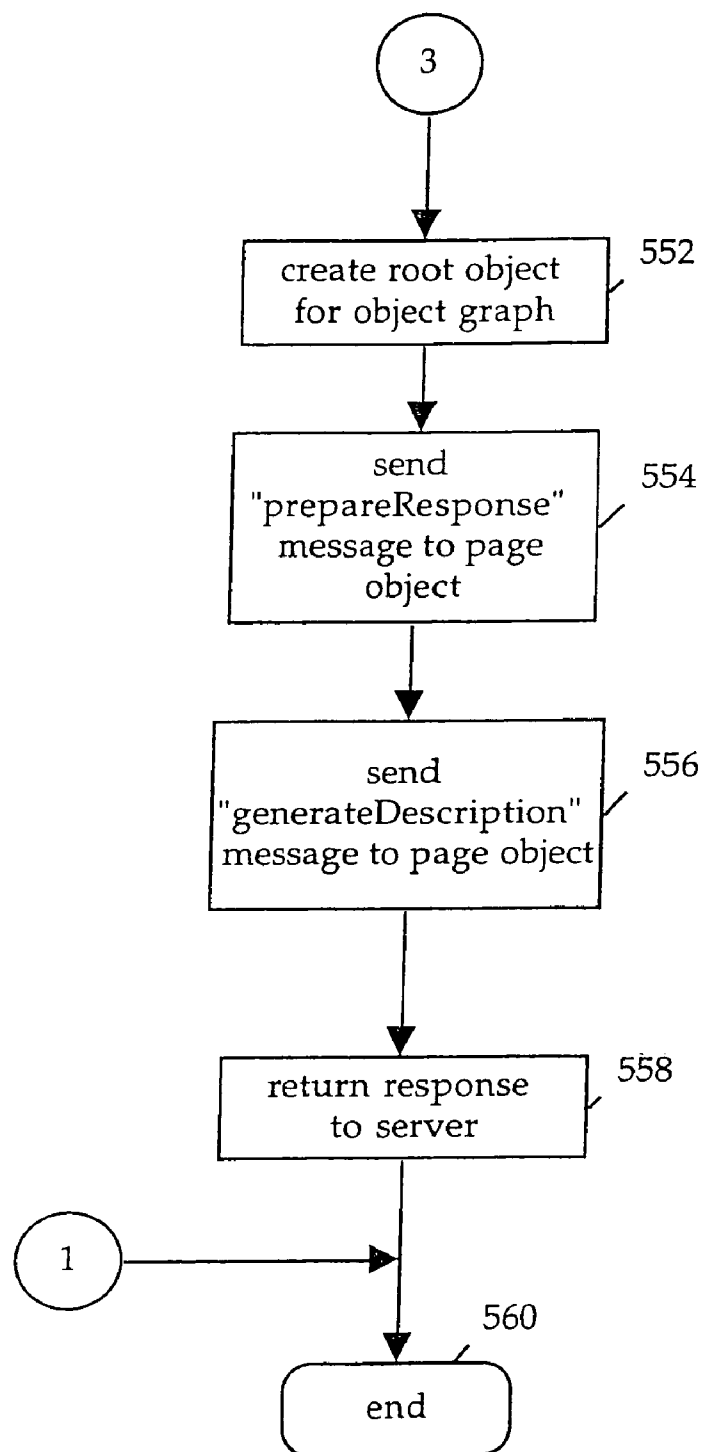 3
552
create root object
for object graph
554
send
"prepareResponse"
message to page
object
556
send
"generateDescription"
message to page object
558
return response
to server
1
560
end